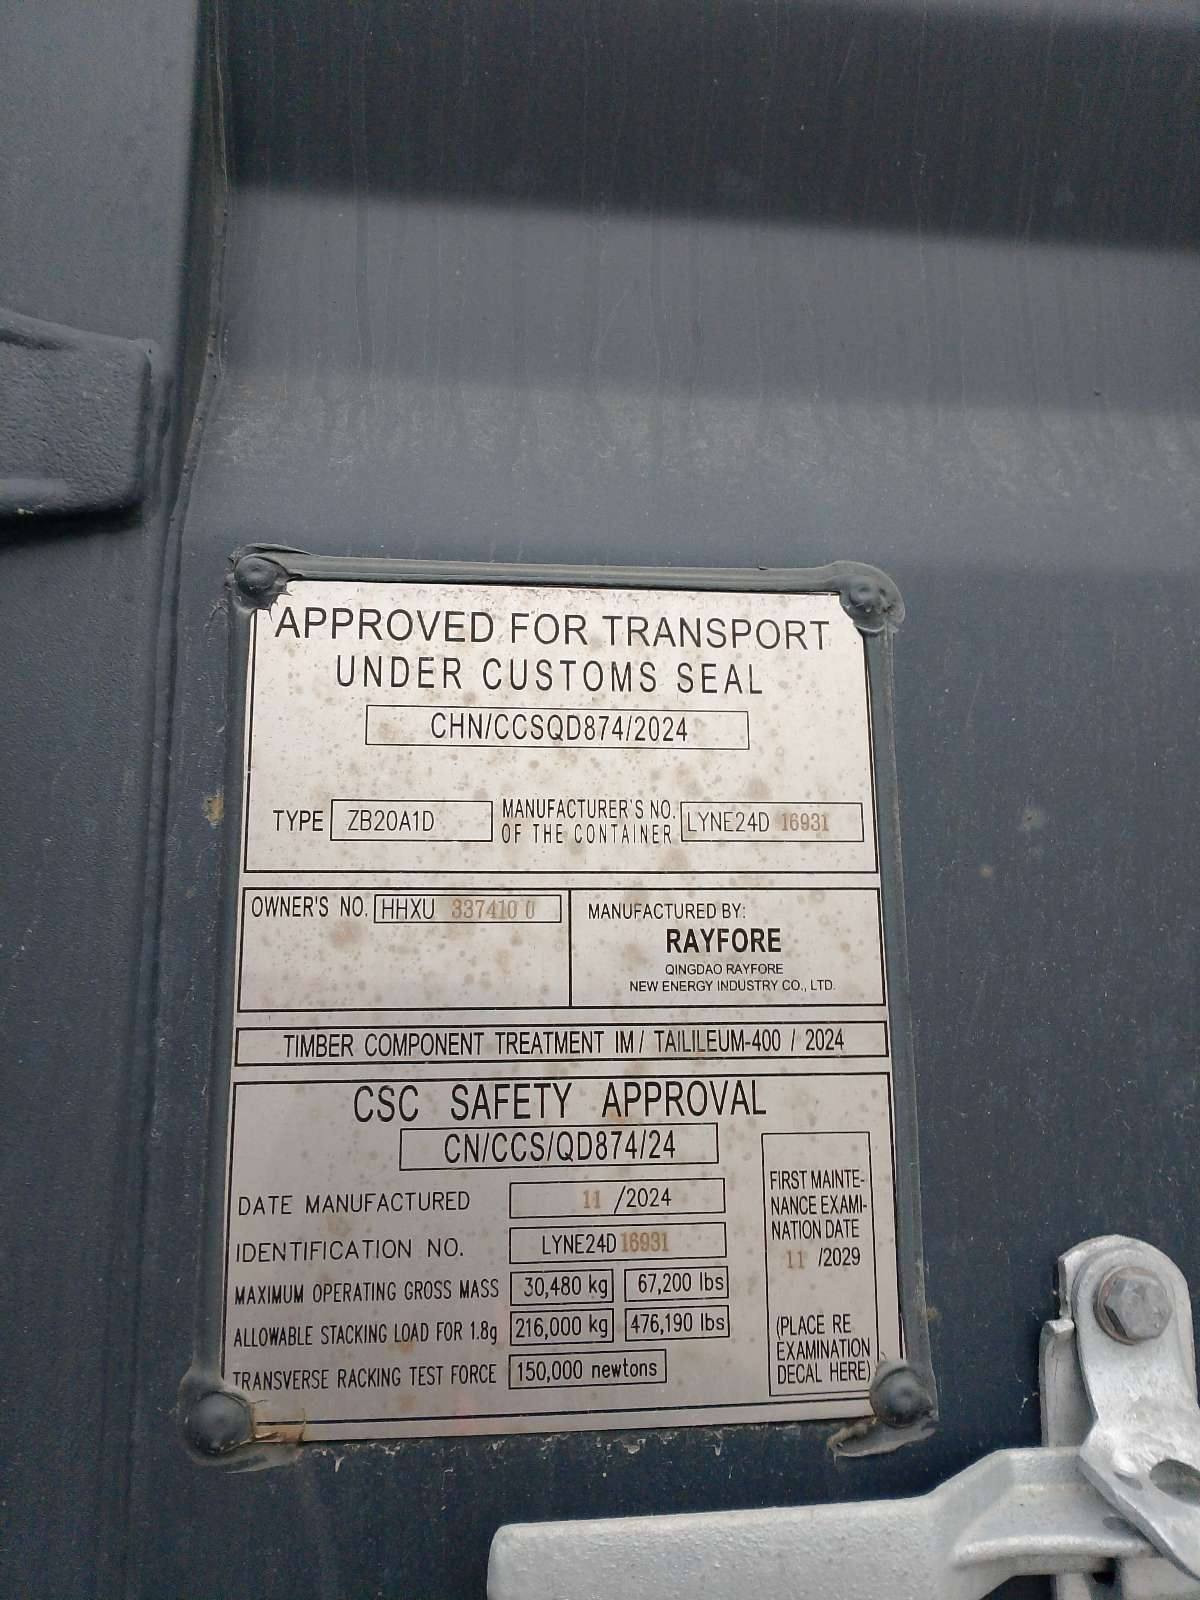 APPROVED FOR TRANSPORT
UNDER CUSTOMS SEAL
CHN/CCSQD874/2024
TYPE ZB20A1D
MANUFACTURER'S NO.
OF THE CONTAINER
LYNE24D 16931
OWNER'S NO. HHXU 337410 0
MANUFACTURED BY:
RAYFORE
QINGDAO RAYFORE
NEW ENERGY INDUSTRY CO., LTD.
TIMBER COMPONENT TREATMENT IM / TAILILEUM-400 / 2024
CSC SAFETY APPROVAL
CN/CCS/QD874/24
DATE MANUFACTURED 11 /2024
IDENTIFICATION NO. LYNE24D 16931
MAXIMUM OPERATING GROSS MASS 30,480 kg 67,200 lbs
ALLOWABLE STACKING LOAD FOR 1.8g 216,000 kg 476,190 lbs
TRANSVERSE RACKING TEST FORCE 150,000 newtons
FIRST MAINTE-
NANCE EXAMI-
NATION DATE
11 /2029
(PLACE RE
EXAMINATION
DECAL HERE)